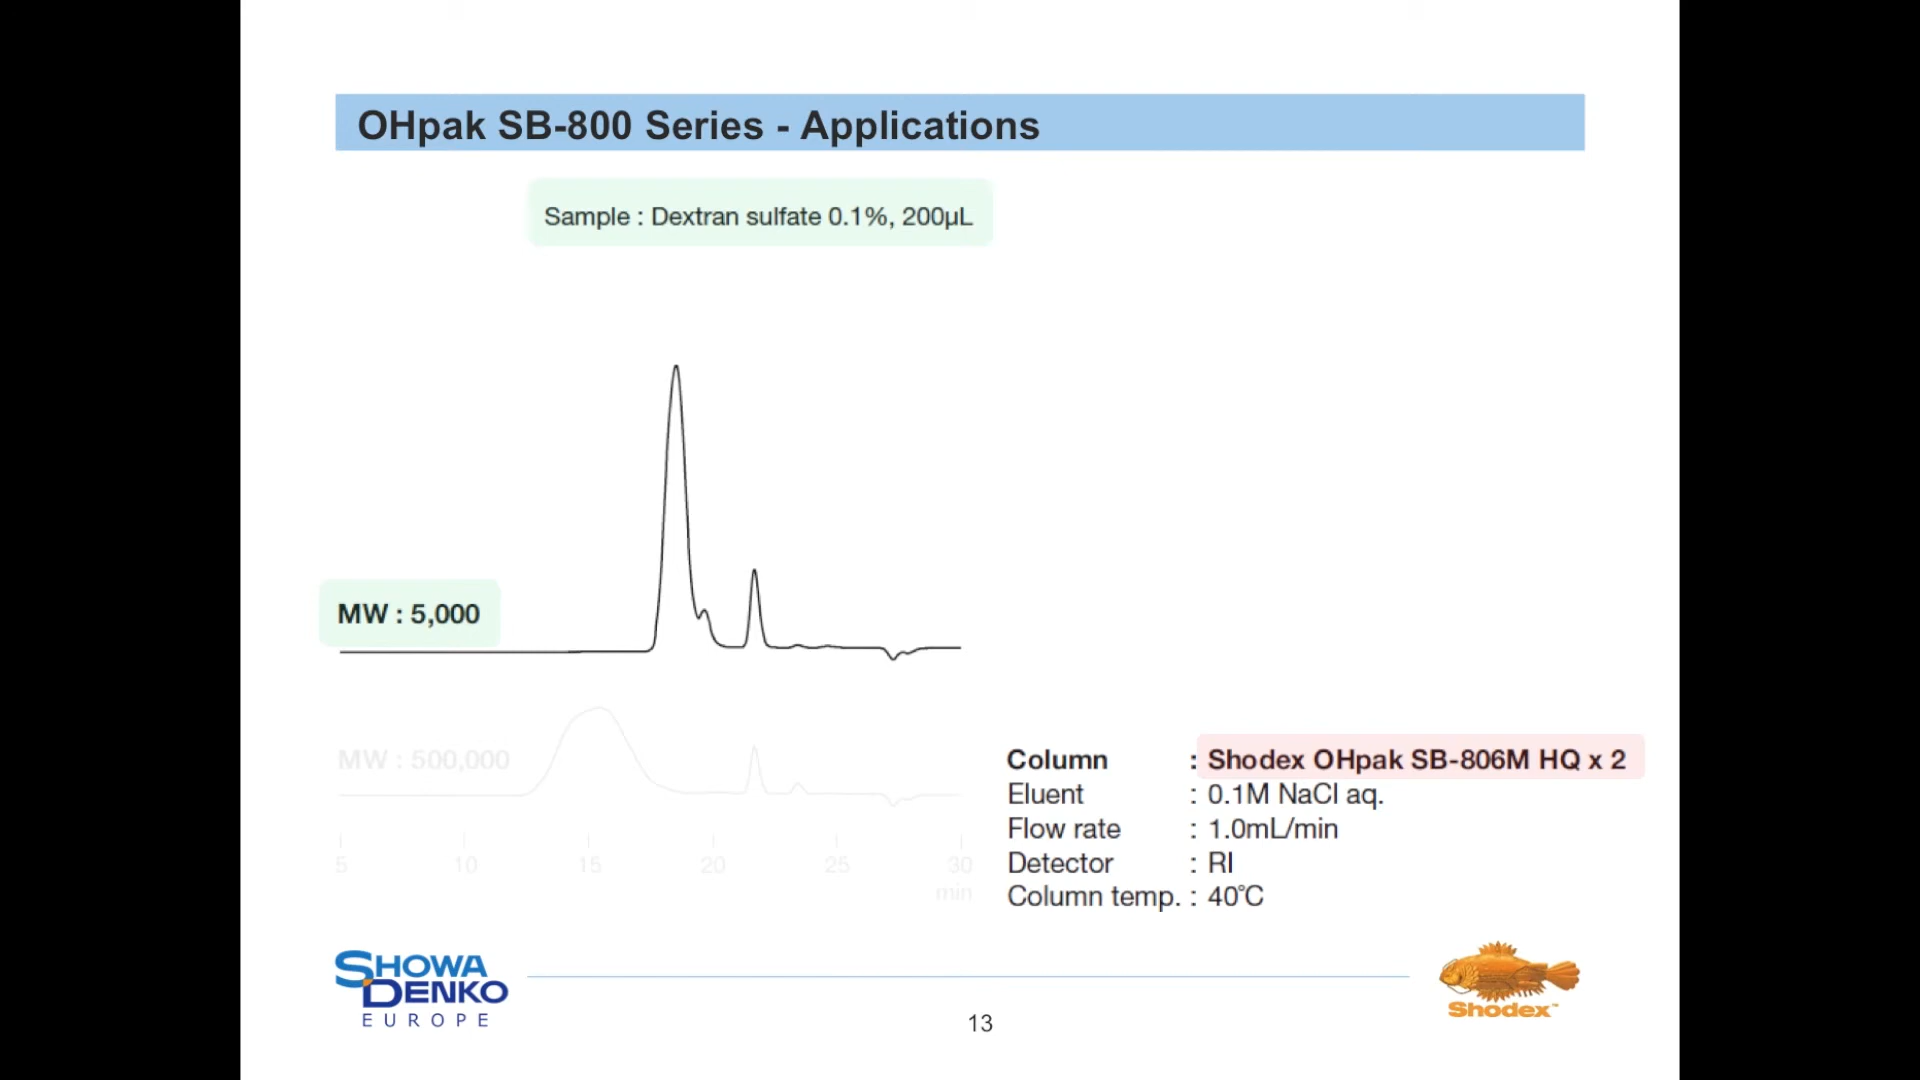 OHpak SB-800 Series - Applications
Sample : Dextran sulfate 0.1%, 200µL
MW : 5,000
MW : 500,000
5 10 15 20 25 30
min
Column : Shodex OHpak SB-806M HQ x 2
Eluent : 0.1M NaCl aq.
Flow rate : 1.0mL/min
Detector : RI
Column temp. : 40℃
SHOWA
DENKO
EUROPE
Shodex™
13